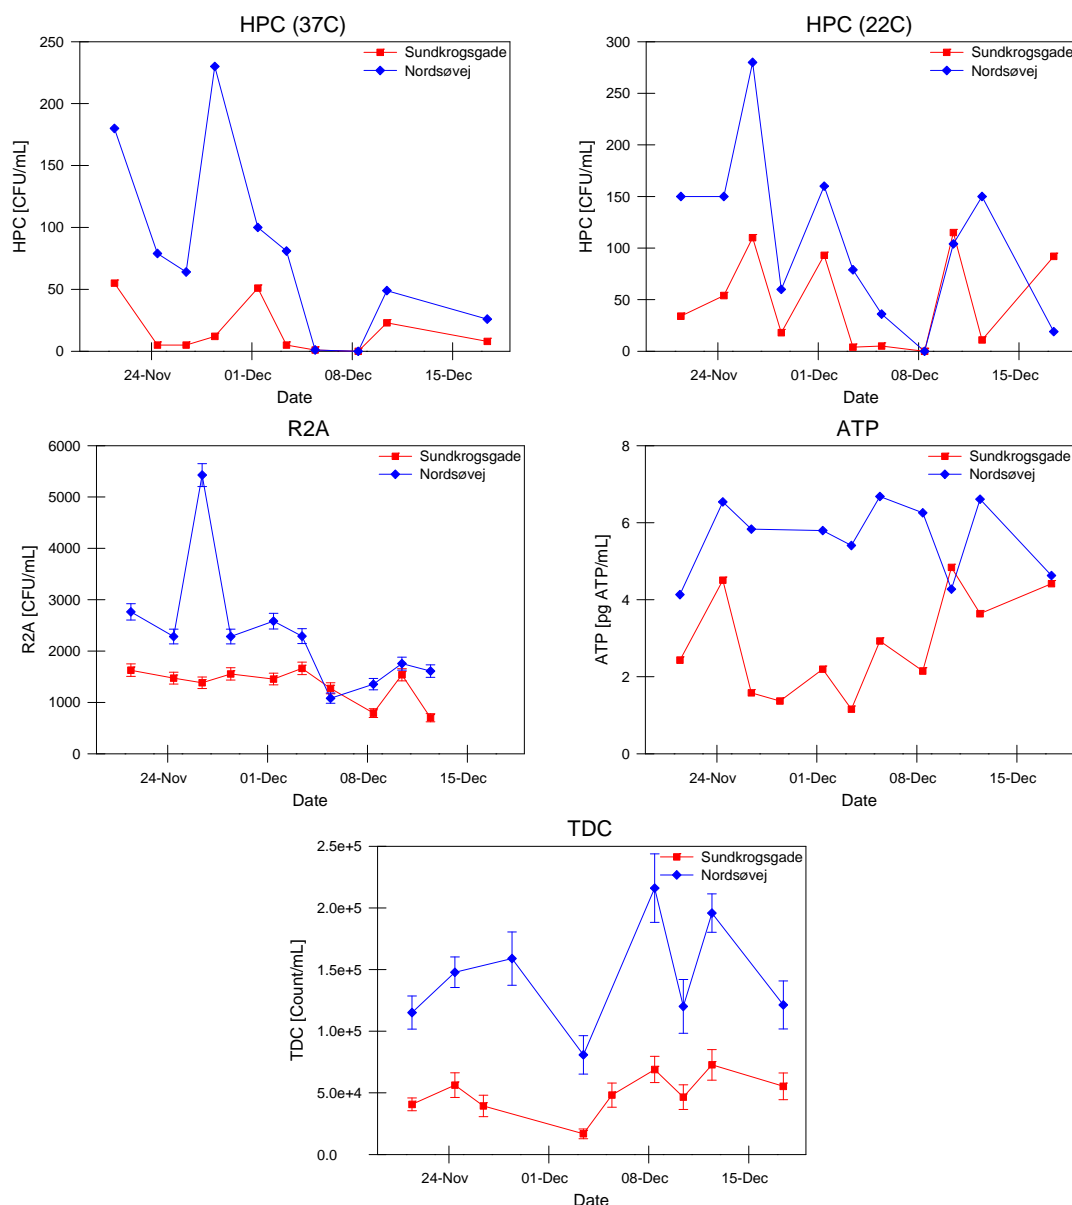 HPC (37C)
250
200
150
100
50
0
HPC [CFU/mL]
Sundkrogsgade
Nordsøvej
24-Nov 01-Dec 08-Dec 15-Dec
Date
HPC (22C)
300
250
200
150
100
50
0
HPC [CFU/mL]
Sundkrogsgade
Nordsøvej
24-Nov 01-Dec 08-Dec 15-Dec
Date
R2A
6000
5000
4000
3000
2000
1000
0
R2A [CFU/mL]
Sundkrogsgade
Nordsøvej
24-Nov 01-Dec 08-Dec 15-Dec
Date
ATP
8
6
4
2
0
ATP [pg ATP/mL]
Sundkrogsgade
Nordsøvej
24-Nov 01-Dec 08-Dec 15-Dec
Date
TDC
2.5e+5
2.0e+5
1.5e+5
1.0e+5
5.0e+4
0.0
TDC [Count/mL]
Sundkrogsgade
Nordsøvej
24-Nov 01-Dec 08-Dec 15-Dec
Date